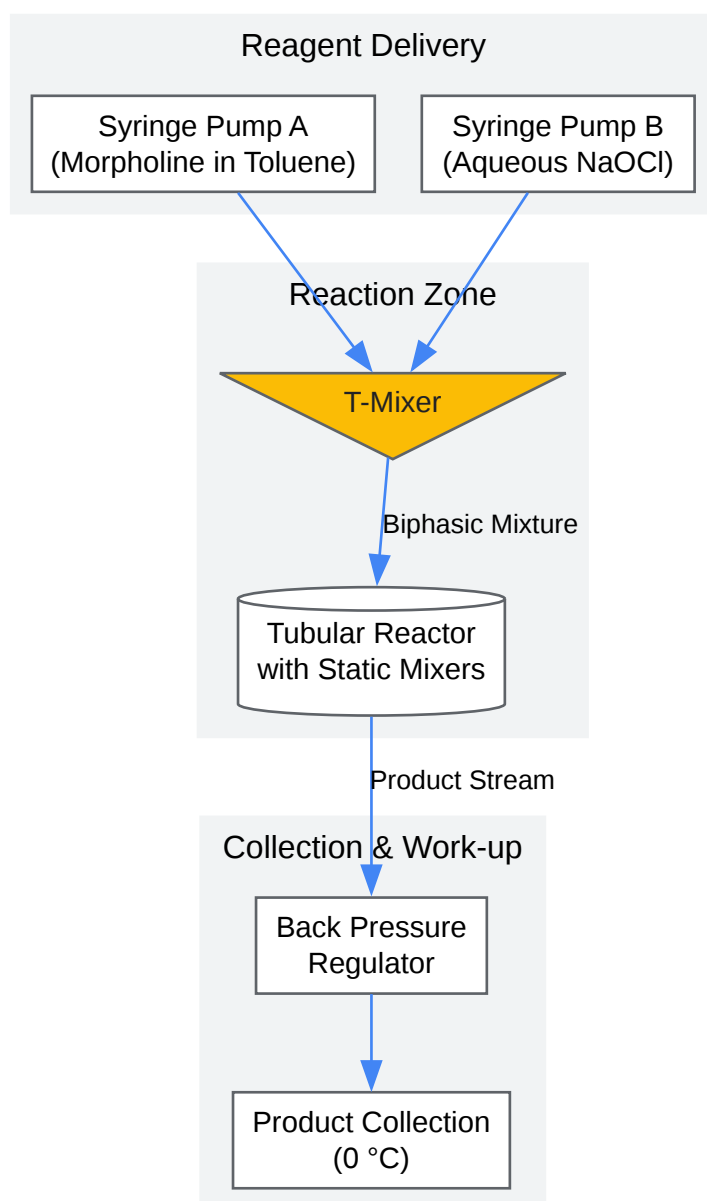 Reagent Delivery
Syringe Pump A
(Morpholine in Toluene)
Syringe Pump B
(Aqueous NaOCl)
Reaction Zone
T-Mixer
Biphasic Mixture
Tubular Reactor
with Static Mixers
Product Stream
Collection & Work-up
Back Pressure
Regulator
Product Collection
(0 °C)